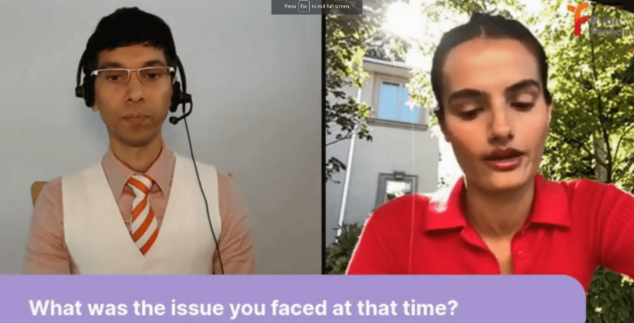 Press Esc to exit full screen
What was the issue you faced at that time?